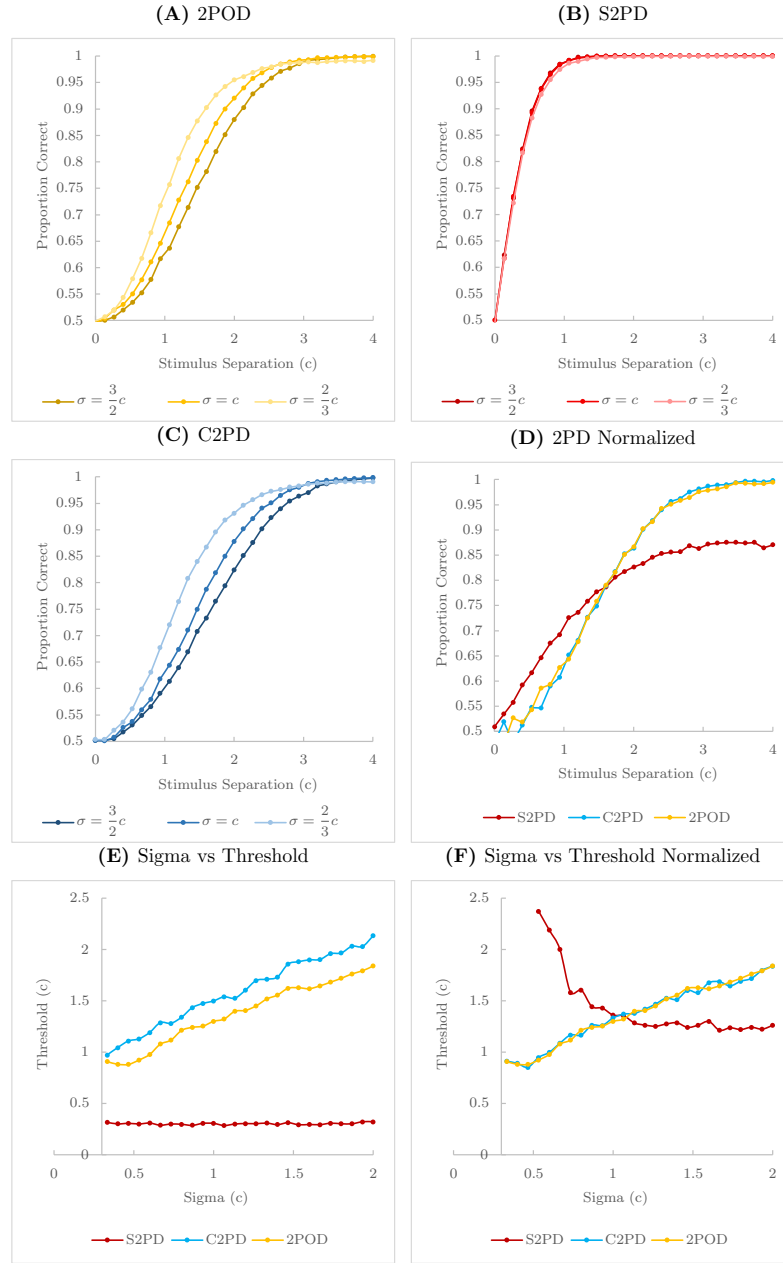 (A) 2POD
Proportion Correct
1
0.95
0.9
0.85
0.8
0.75
0.7
0.65
0.6
0.55
0.5
0 1 2 3 4
Stimulus Separation (c)
σ = 3/2 c σ = c σ = 2/3 c
(B) S2PD
Proportion Correct
1
0.95
0.9
0.85
0.8
0.75
0.7
0.65
0.6
0.55
0.5
0 1 2 3 4
Stimulus Separation (c)
σ = 3/2 c σ = c σ = 2/3 c
(C) C2PD
Proportion Correct
1
0.95
0.9
0.85
0.8
0.75
0.7
0.65
0.6
0.55
0.5
0 1 2 3 4
Stimulus Separation (c)
σ = 3/2 c σ = c σ = 2/3 c
(D) 2PD Normalized
Proportion Correct
1
0.95
0.9
0.85
0.8
0.75
0.7
0.65
0.6
0.55
0.5
0 1 2 3 4
Stimulus Separation (c)
S2PD C2PD 2POD
(E) Sigma vs Threshold
Threshold (c)
2.5
2
1.5
1
0.5
0
0 0.5 1 1.5 2
Sigma (c)
S2PD C2PD 2POD
(F) Sigma vs Threshold Normalized
Threshold (c)
2.5
2
1.5
1
0.5
0
0 0.5 1 1.5 2
Sigma (c)
S2PD C2PD 2POD